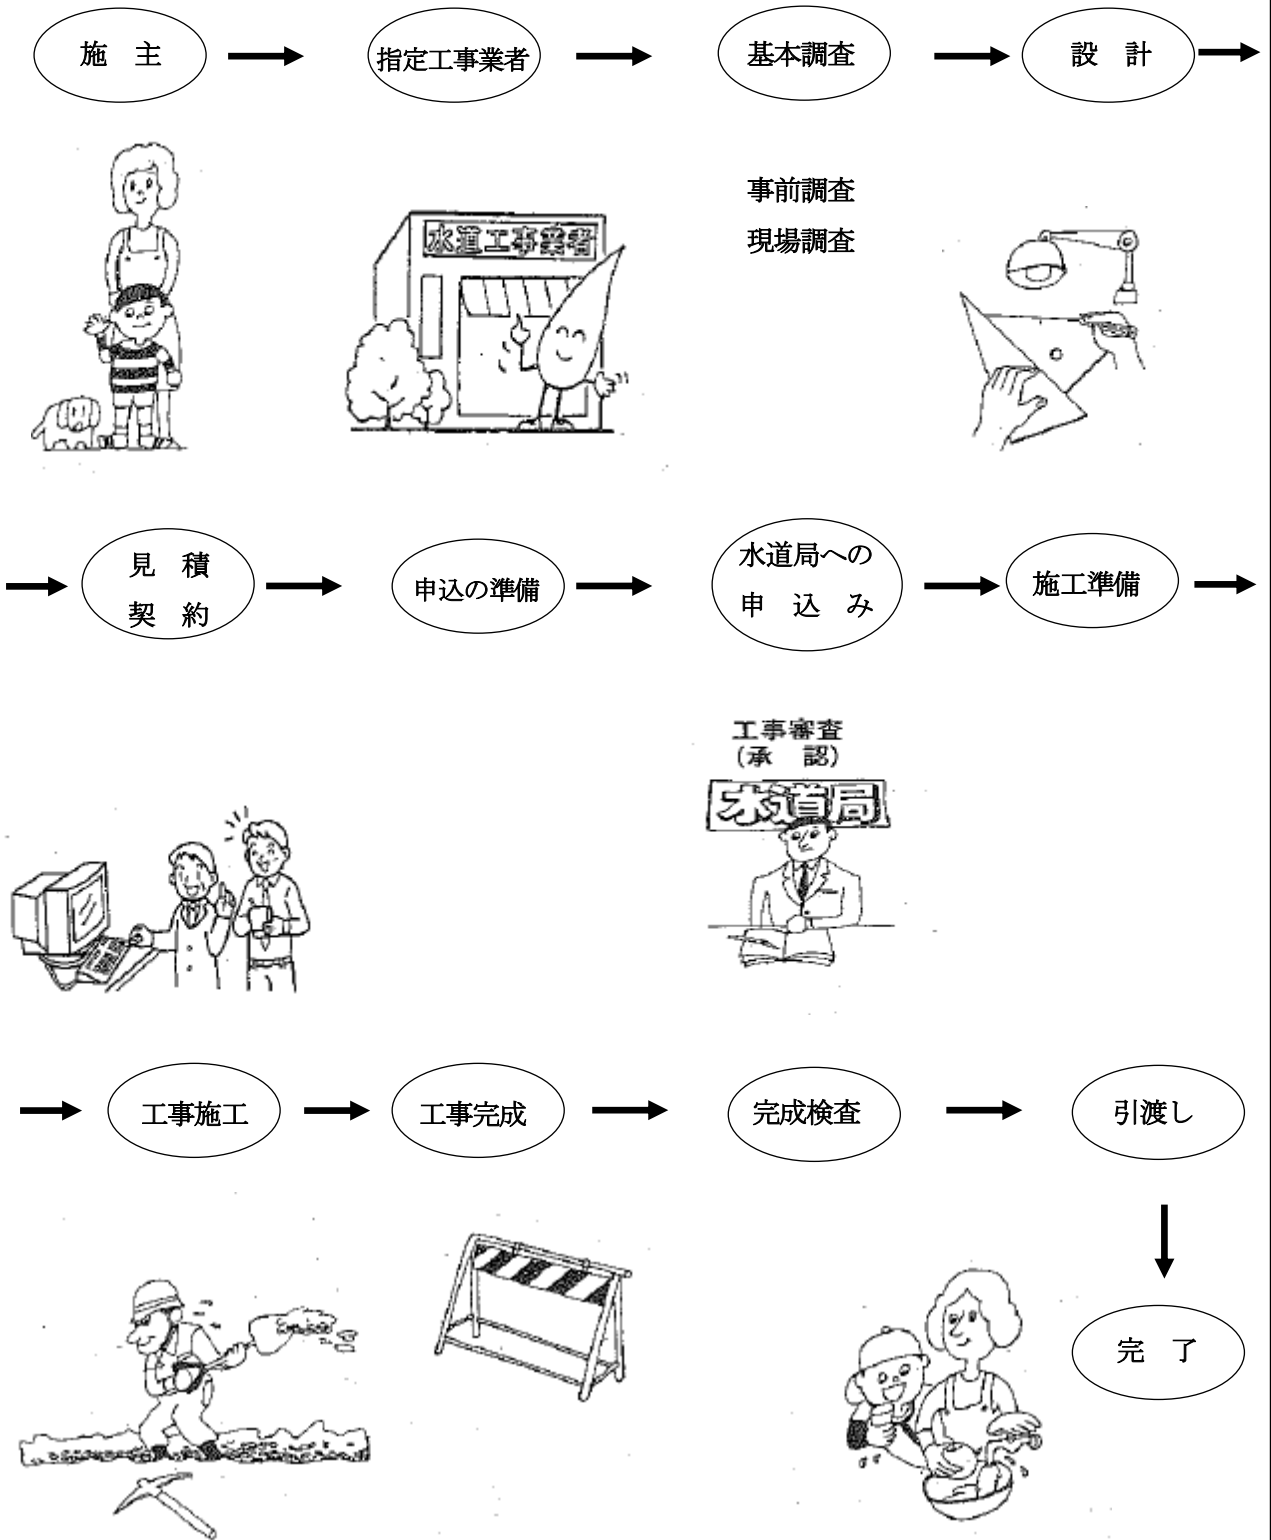 施　主
指定工事業者
基本調査
設　計
事前調査
現場調査
水道工事業者
見　積
契　約
申込の準備
水道局への
申　込　み
施工準備
工事審査
(承　認)
水道局
工事施工
工事完成
完成検査
引渡し
完　了